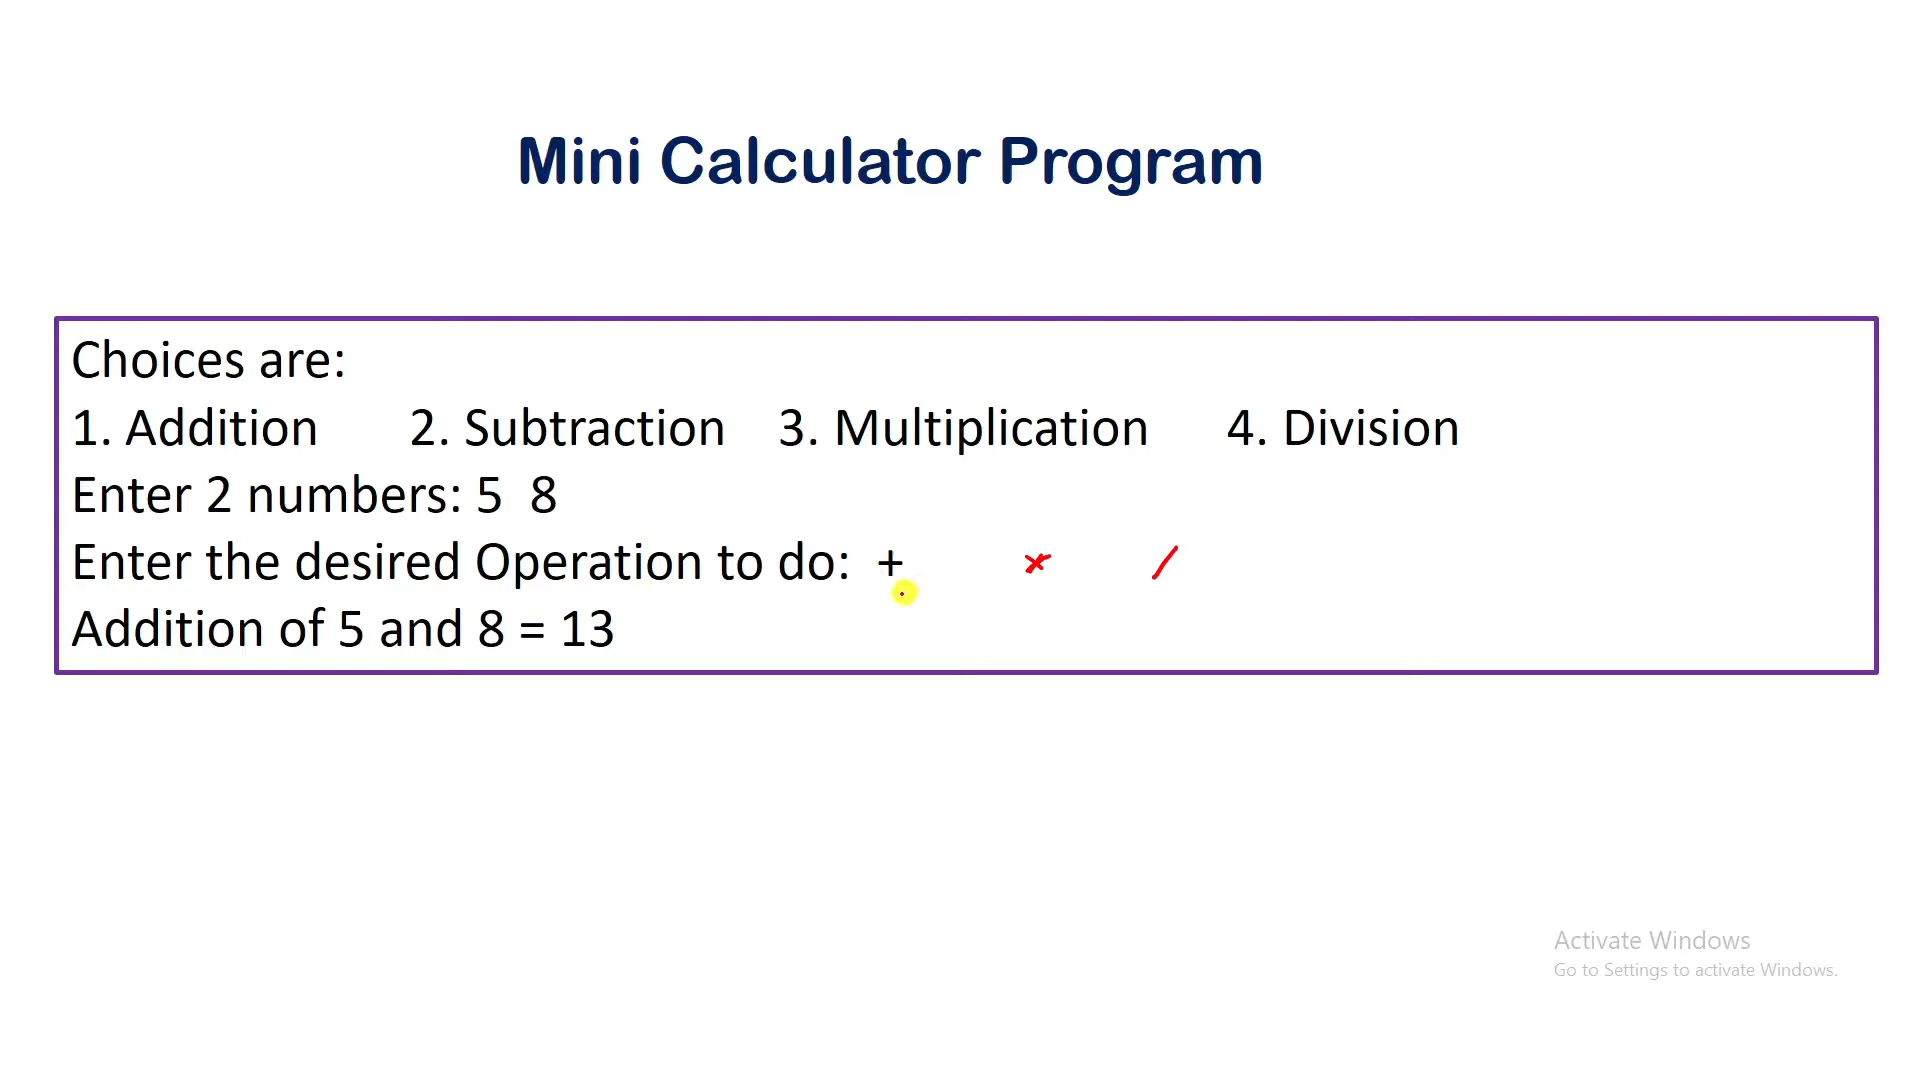 Mini Calculator Program
Choices are:
1. Addition 2. Subtraction 3. Multiplication 4. Division
Enter 2 numbers: 5 8
Enter the desired Operation to do: + * /
Addition of 5 and 8 = 13
Activate Windows
Go to Settings to activate Windows.